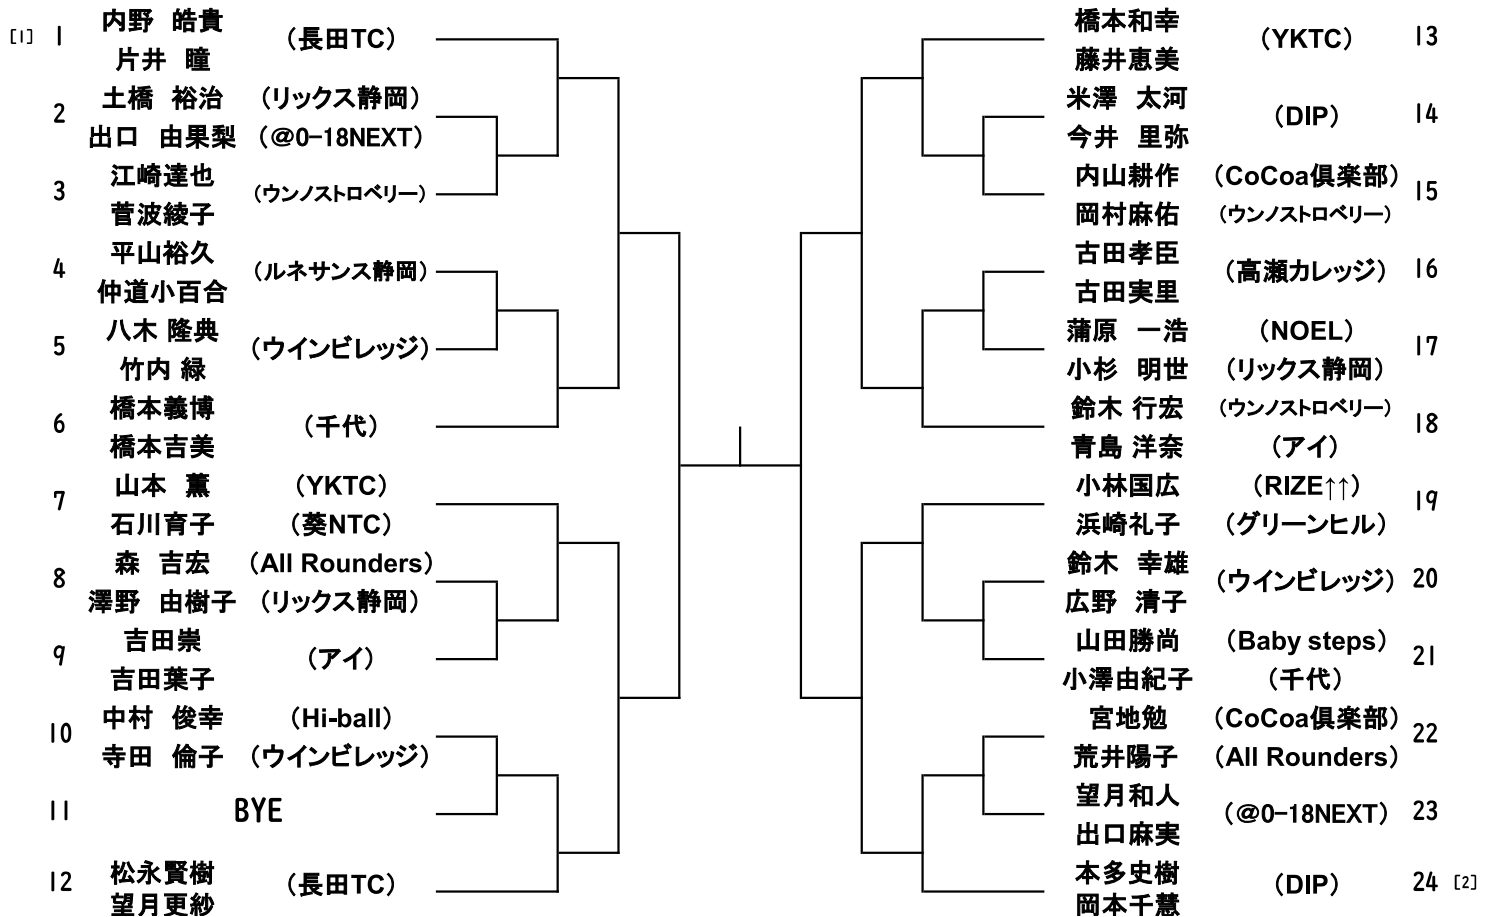 [1] 1 内野 皓貴 (長田TC)
片井 瞳
2 土橋 裕治 (リックス静岡)
出口 由果梨 (@0-18NEXT)
3 江崎達也 (ウンノストロベリー)
菅波綾子
4 平山裕久 (ルネサンス静岡)
仲道小百合
5 八木 隆典 (ウインビレッジ)
竹内 緑
6 橋本義博 (千代)
橋本吉美
7 山本 薫 (YKTC)
石川育子 (葵NTC)
8 森 吉宏 (All Rounders)
澤野 由樹子 (リックス静岡)
9 吉田崇 (アイ)
吉田葉子
10 中村 俊幸 (Hi-ball)
寺田 倫子 (ウインビレッジ)
11 BYE
12 松永賢樹 (長田TC)
望月更紗
橋本和幸 (YKTC) 13
藤井恵美
米澤 太河 (DIP) 14
今井 里弥
内山耕作 (CoCoa倶楽部) 15
岡村麻佑 (ウンノストロベリー)
古田孝臣 (高瀬カレッジ) 16
古田実里
蒲原 一浩 (NOEL) 17
小杉 明世 (リックス静岡)
鈴木 行宏 (ウンノストロベリー) 18
青島 洋奈 (アイ)
小林国広 (RIZE↑↑) 19
浜崎礼子 (グリーンヒル)
鈴木 幸雄 (ウインビレッジ) 20
広野 清子
山田勝尚 (Baby steps) 21
小澤由紀子 (千代)
宮地勉 (CoCoa倶楽部) 22
荒井陽子 (All Rounders)
望月和人 (@0-18NEXT) 23
出口麻実
本多史樹 (DIP) 24 [2]
岡本千慧